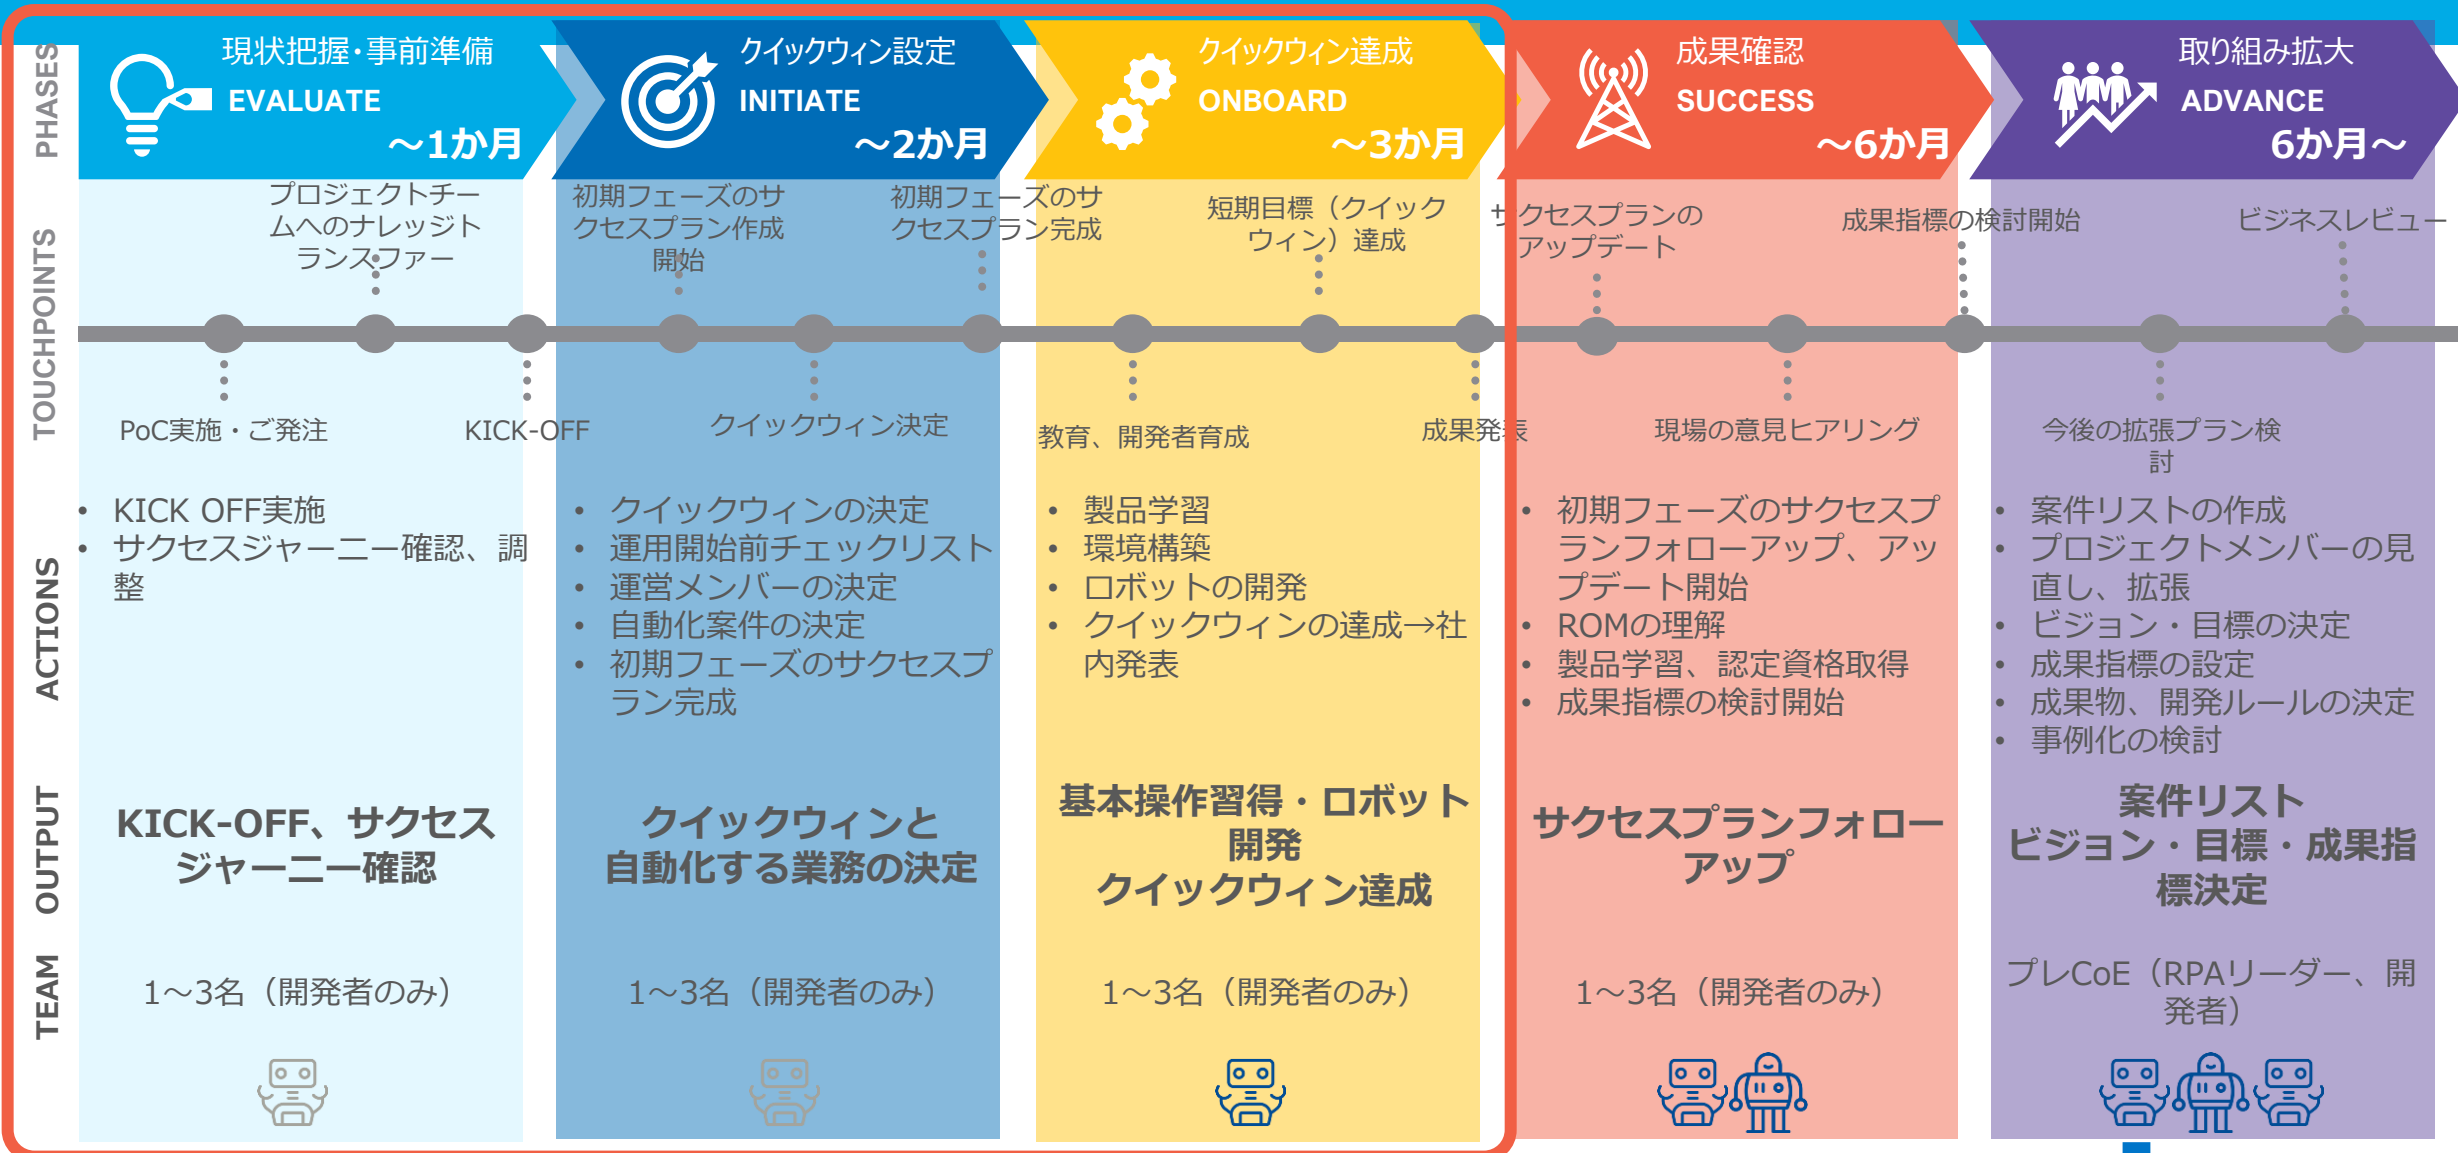 PHASES
現状把握・事前準備
EVALUATE
～1か月
クイックウィン設定
INITIATE
～2か月
クイックウィン達成
ONBOARD
～3か月
成果確認
SUCCESS
～6か月
取り組み拡大
ADVANCE
6か月～
TOUCHPOINTS
プロジェクトチー
ムへのナレッジト
ランスファー
初期フェーズのサ
クセスプラン作成
開始
初期フェーズのサ
クセスプラン完成
短期目標（クイック
ウィン）達成
サクセスプランの
アップデート
成果指標の検討開始
ビジネスレビュー
PoC実施・ご発注
KICK-OFF
クイックウィン決定
教育、開発者育成
成果発表
現場の意見ヒアリング
今後の拡張プラン検
討
ACTIONS
• KICK OFF実施
• サクセスジャーニー確認、調
整
• クイックウィンの決定
• 運用開始前チェックリスト
• 運営メンバーの決定
• 自動化案件の決定
• 初期フェーズのサクセスプ
ラン完成
• 製品学習
• 環境構築
• ロボットの開発
• クイックウィンの達成→社
内発表
• 初期フェーズのサクセスプ
ランフォローアップ、アッ
プデート開始
• ROMの理解
• 製品学習、認定資格取得
• 成果指標の検討開始
• 案件リストの作成
• プロジェクトメンバーの見
直し、拡張
• ビジョン・目標の決定
• 成果指標の設定
• 成果物、開発ルールの決定
• 事例化の検討
OUTPUT
KICK-OFF、サクセス
ジャーニー確認
クイックウィンと
自動化する業務の決定
基本操作習得・ロボット
開発
クイックウィン達成
サクセスプランフォロー
アップ
案件リスト
ビジョン・目標・成果指
標決定
TEAM
1～3名（開発者のみ）
1～3名（開発者のみ）
1～3名（開発者のみ）
1～3名（開発者のみ）
プレCoE（RPAリーダー、開
発者）